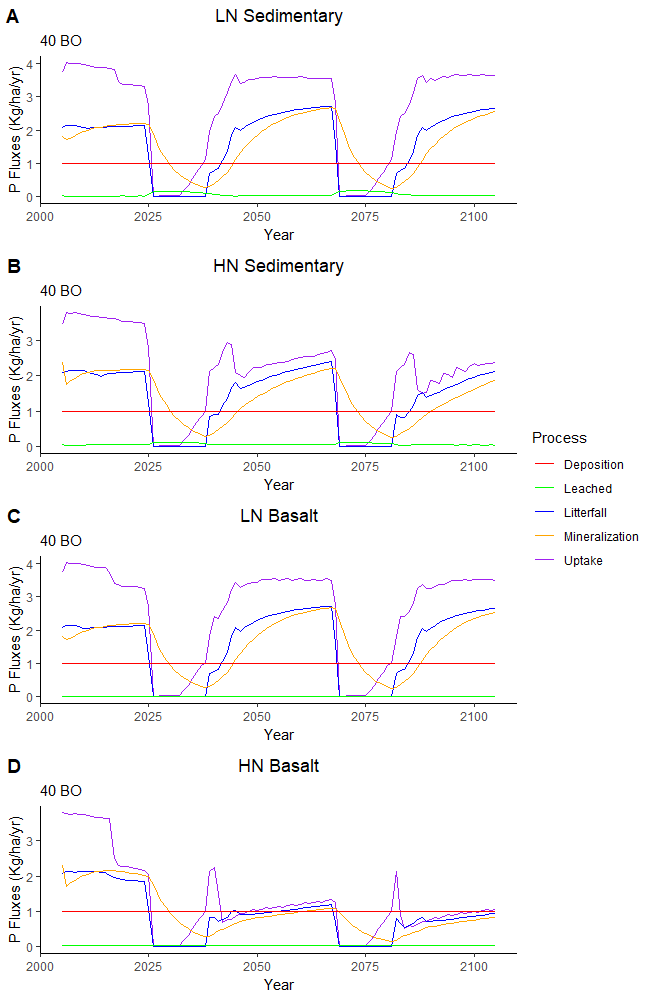 A
LN Sedimentary
40 BO
P Fluxes (Kg/ha/yr)
4
3
2
1
0
2000 2025 2050 2075 2100
Year
B
HN Sedimentary
40 BO
P Fluxes (Kg/ha/yr)
3
2
1
0
2000 2025 2050 2075 2100
Year
C
LN Basalt
40 BO
P Fluxes (Kg/ha/yr)
4
3
2
1
0
2000 2025 2050 2075 2100
Year
D
HN Basalt
40 BO
P Fluxes (Kg/ha/yr)
3
2
1
0
2000 2025 2050 2075 2100
Year
Process
Deposition
Leached
Litterfall
Mineralization
Uptake